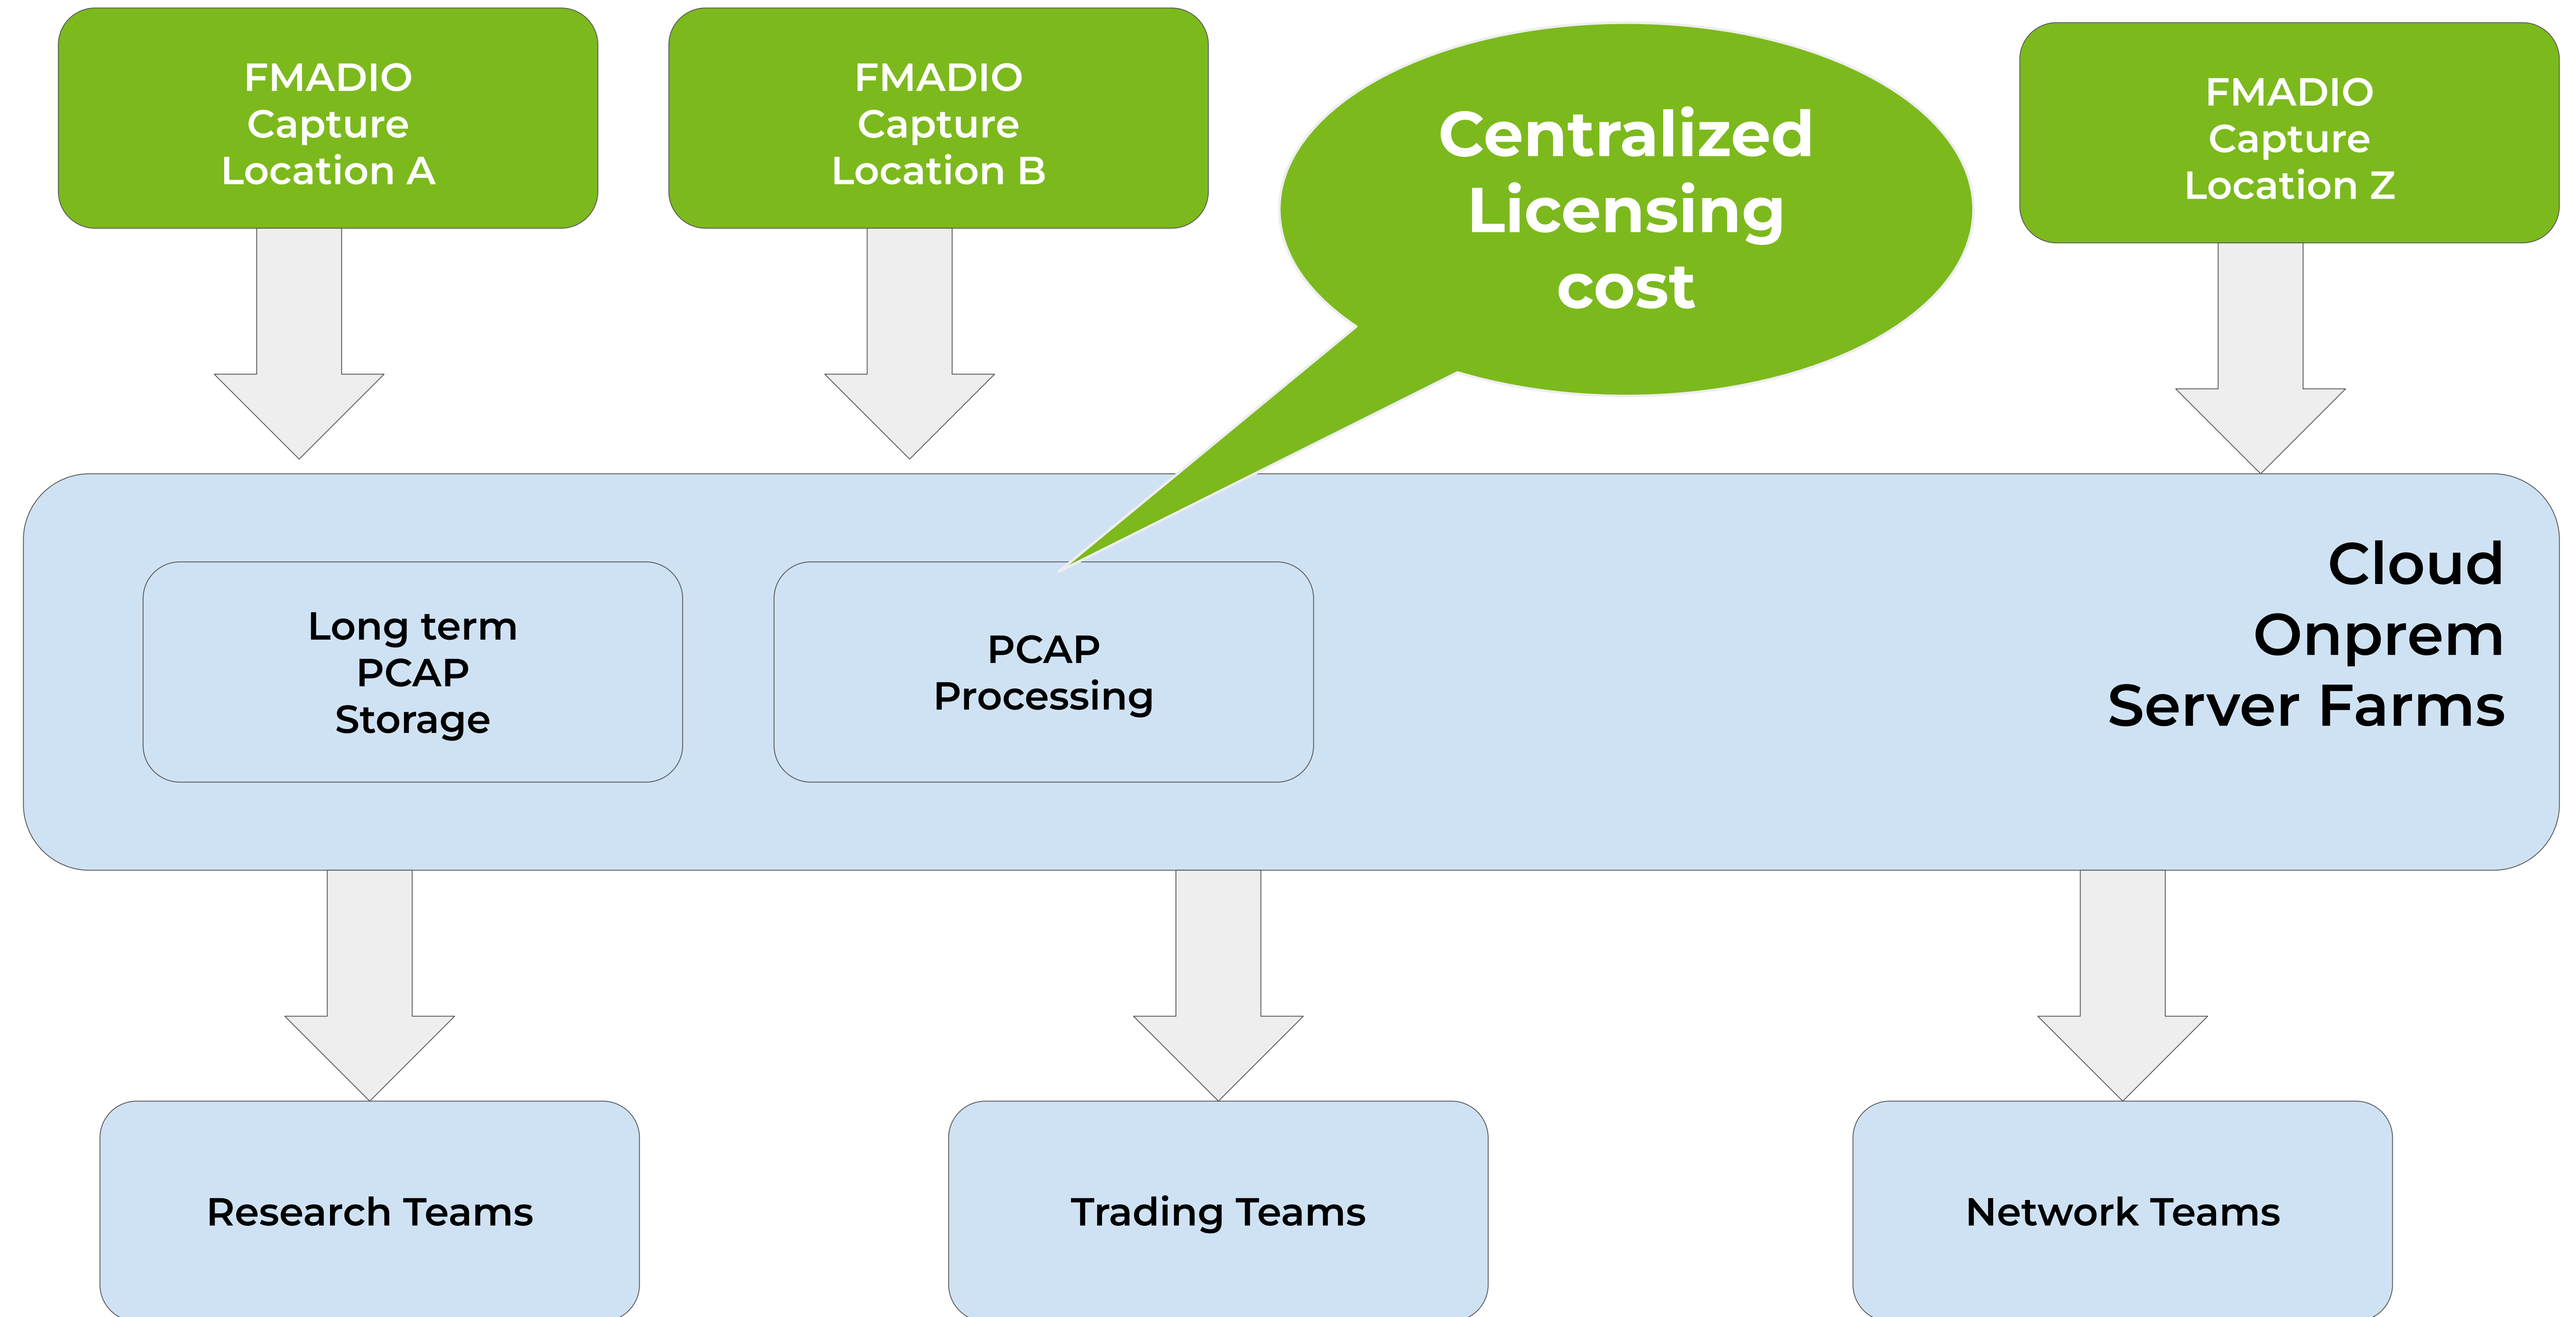 FMADIO
Capture
Location A
FMADIO
Capture
Location B
Centralized
Licensing
cost
FMADIO
Capture
Location Z
Long term
PCAP
Storage
PCAP
Processing
Cloud
Onprem
Server Farms
Research Teams
Trading Teams
Network Teams